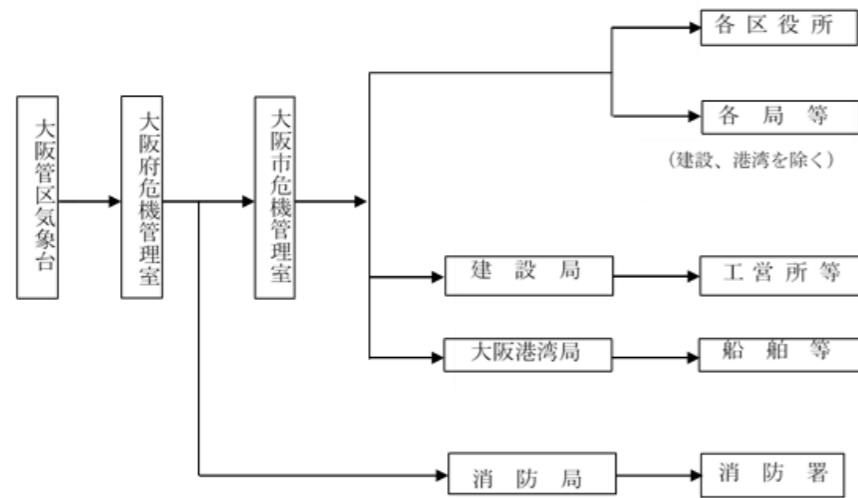 大阪管区気象台
大阪府危機管理室
大阪市危機管理室
各区役所
各局等
（建設、港湾を除く）
建設局
工営所等
大阪港湾局
船舶等
消防局
消防署